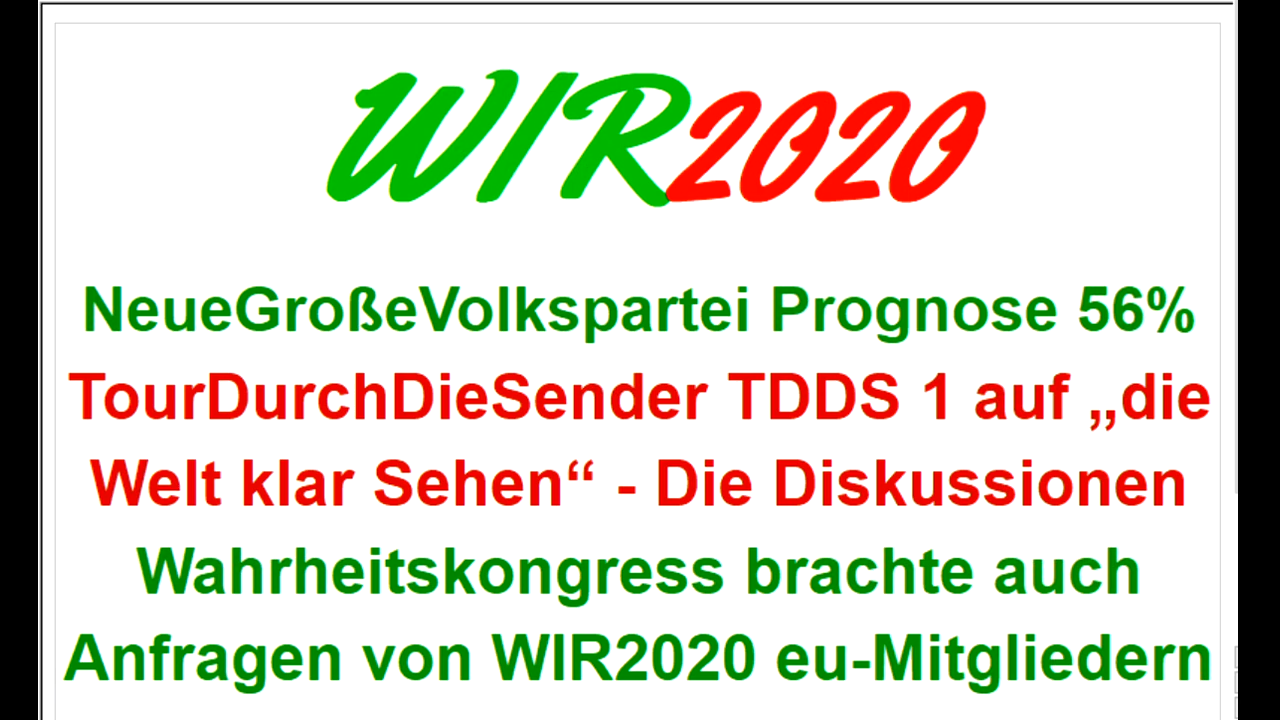 WIR2020
NeueGroßeVolkspartei Prognose 56%
TourDurchDieSender TDDS 1 auf „die
Welt klar Sehen“ - Die Diskussionen
Wahrheitskongress brachte auch
Anfragen von WIR2020 eu-Mitgliedern